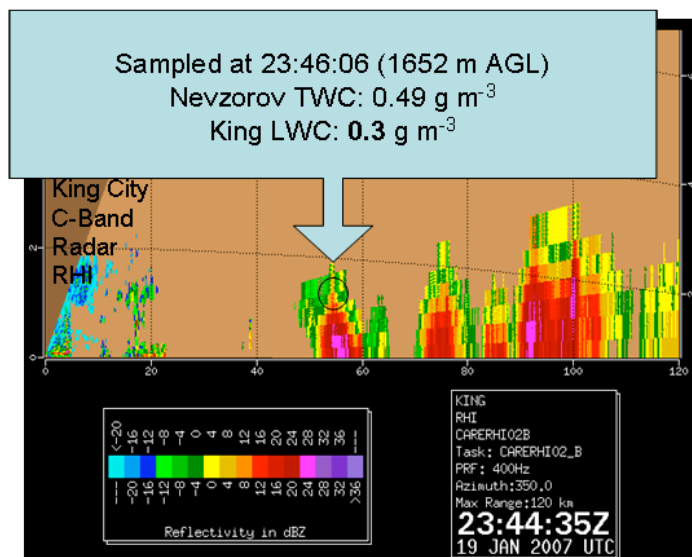 Sampled at 23:46:06 (1652 m AGL)
Nevzorov TWC: 0.49 g m⁻³
King LWC: 0.3 g m⁻³
King City
C-Band
Radar
RHI
2
0
0 20 40 60 80 100 120
<-20 -16 -12 -8 -4 0 4 8 12 16 20 24 28 32 36 ---
--- -20 -16 -12 -8 -4 0 4 8 12 16 20 24 28 32 36 >36
Reflectivity in dBZ
KING
RHI
CARERHI02B
Task: CARERHI02_B
PRF: 400Hz
Azimuth:350.0
Max Range:120 km
23:44:35Z
19 JAN 2007 UTC